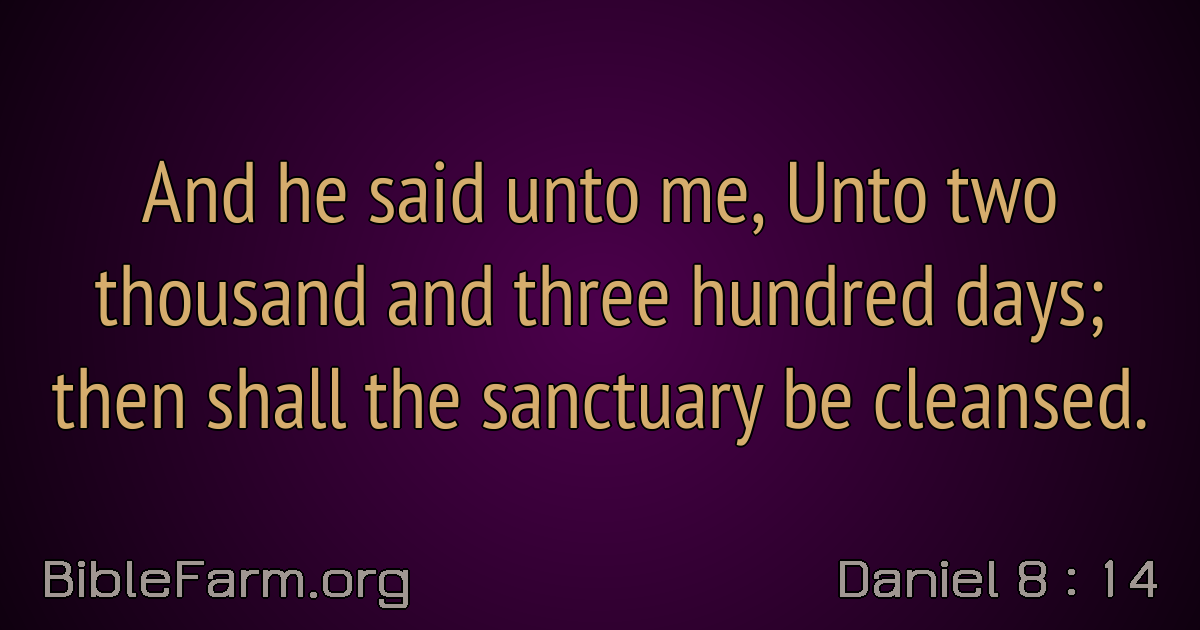 And he said unto me, Unto two
thousand and three hundred days;
then shall the sanctuary be cleansed.
BibleFarm.org
Daniel 8 : 14